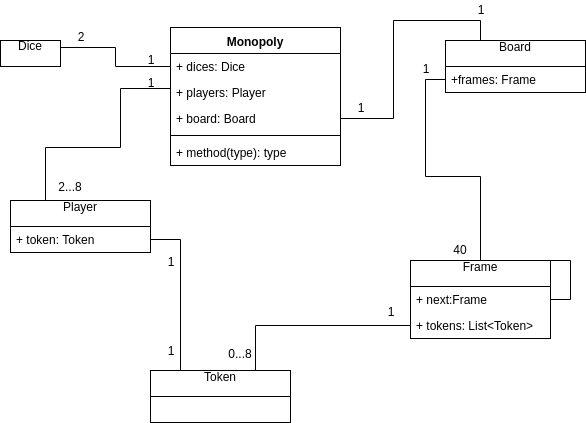 2
1
Dice
Monopoly
Board
1
+ dices: Dice
1
+ players: Player
1
+frames: Frame
+ board: Board
1
+ method(type): type
2...8
Player
+ token: Token
1
40
Frame
+ next:Frame
+ tokens: List<Token>
1
1
0...8
Token